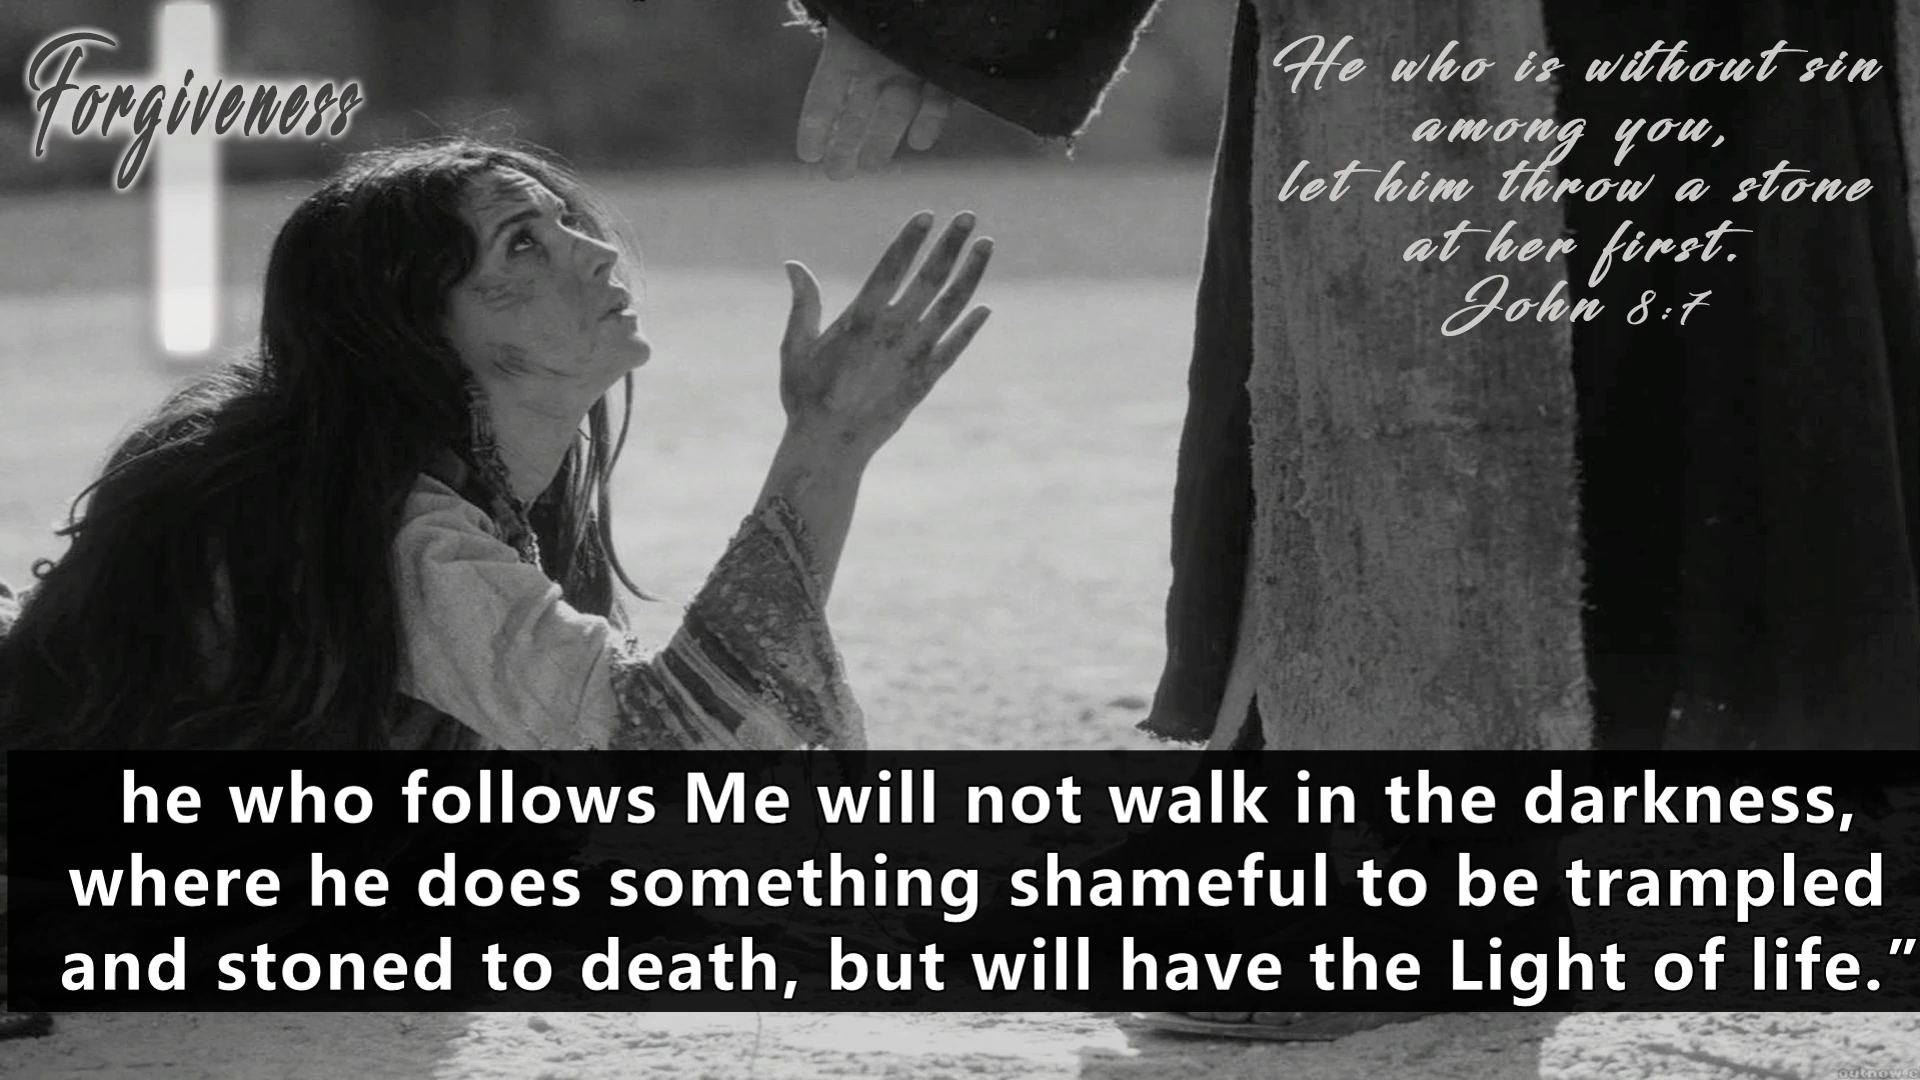 Forgiveness
He who is without sin
among you,
let him throw a stone
at her first.
John 8:7
he who follows Me will not walk in the darkness,
where he does something shameful to be trampled
and stoned to death, but will have the Light of life.”